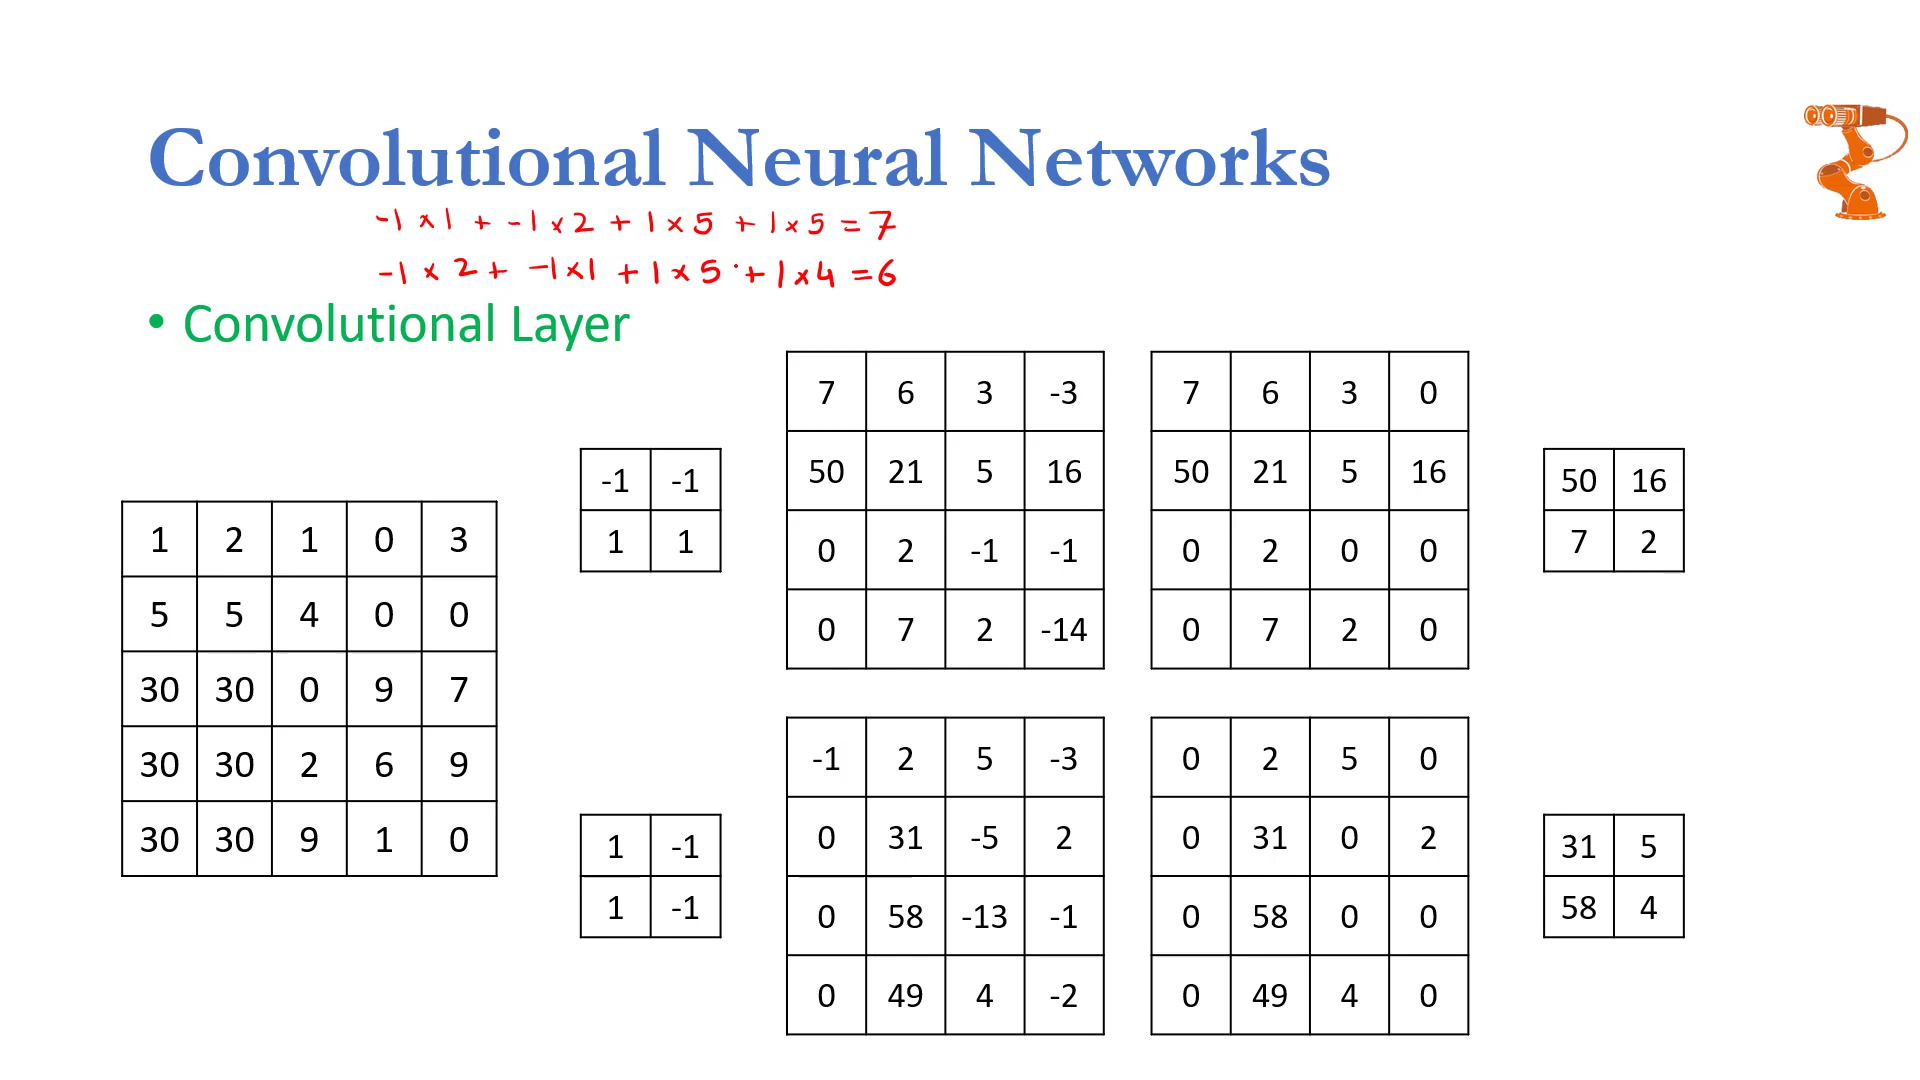 Convolutional Neural Networks
-1 × 1 + -1 × 2 + 1 × 5 + 1 × 5 = 7
-1 × 2 + -1 × 1 + 1 × 5 + 1 × 4 = 6
• Convolutional Layer
1 2 1 0 3
5 5 4 0 0
30 30 0 9 7
30 30 2 6 9
30 30 9 1 0
-1 -1
1 1
7 6 3 -3
50 21 5 16
0 2 -1 -1
0 7 2 -14
7 6 3 0
50 21 5 16
0 2 0 0
0 7 2 0
50 16
7 2
1 -1
1 -1
-1 2 5 -3
0 31 -5 2
0 58 -13 -1
0 49 4 -2
0 2 5 0
0 31 0 2
0 58 0 0
0 49 4 0
31 5
58 4